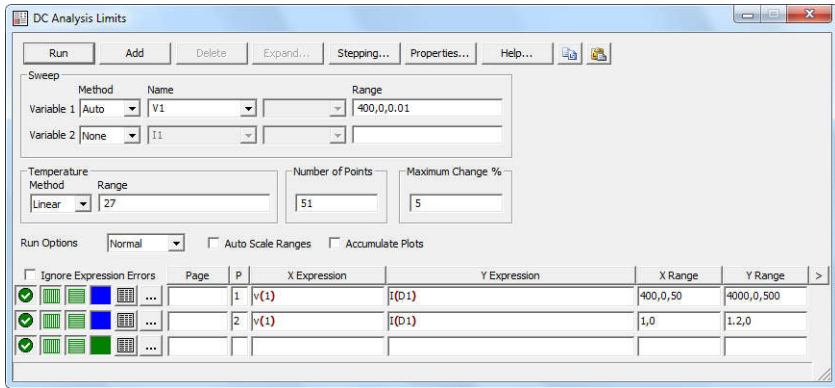 DC Analysis Limits
Run Add Delete Expand... Stepping... Properties... Help...
Sweep
Method Name Range
Variable 1 Auto V1 400,0,0.01
Variable 2 None I1
Temperature Number of Points Maximum Change %
Method Range
Linear 27 51 5
Run Options Normal Auto Scale Ranges Accumulate Plots
Ignore Expression Errors Page P X Expression Y Expression X Range Y Range >
... 1 v(1) I(D1) 400,0,50 4000,0,500
... 2 v(1) I(D1) 1,0 1.2,0
...